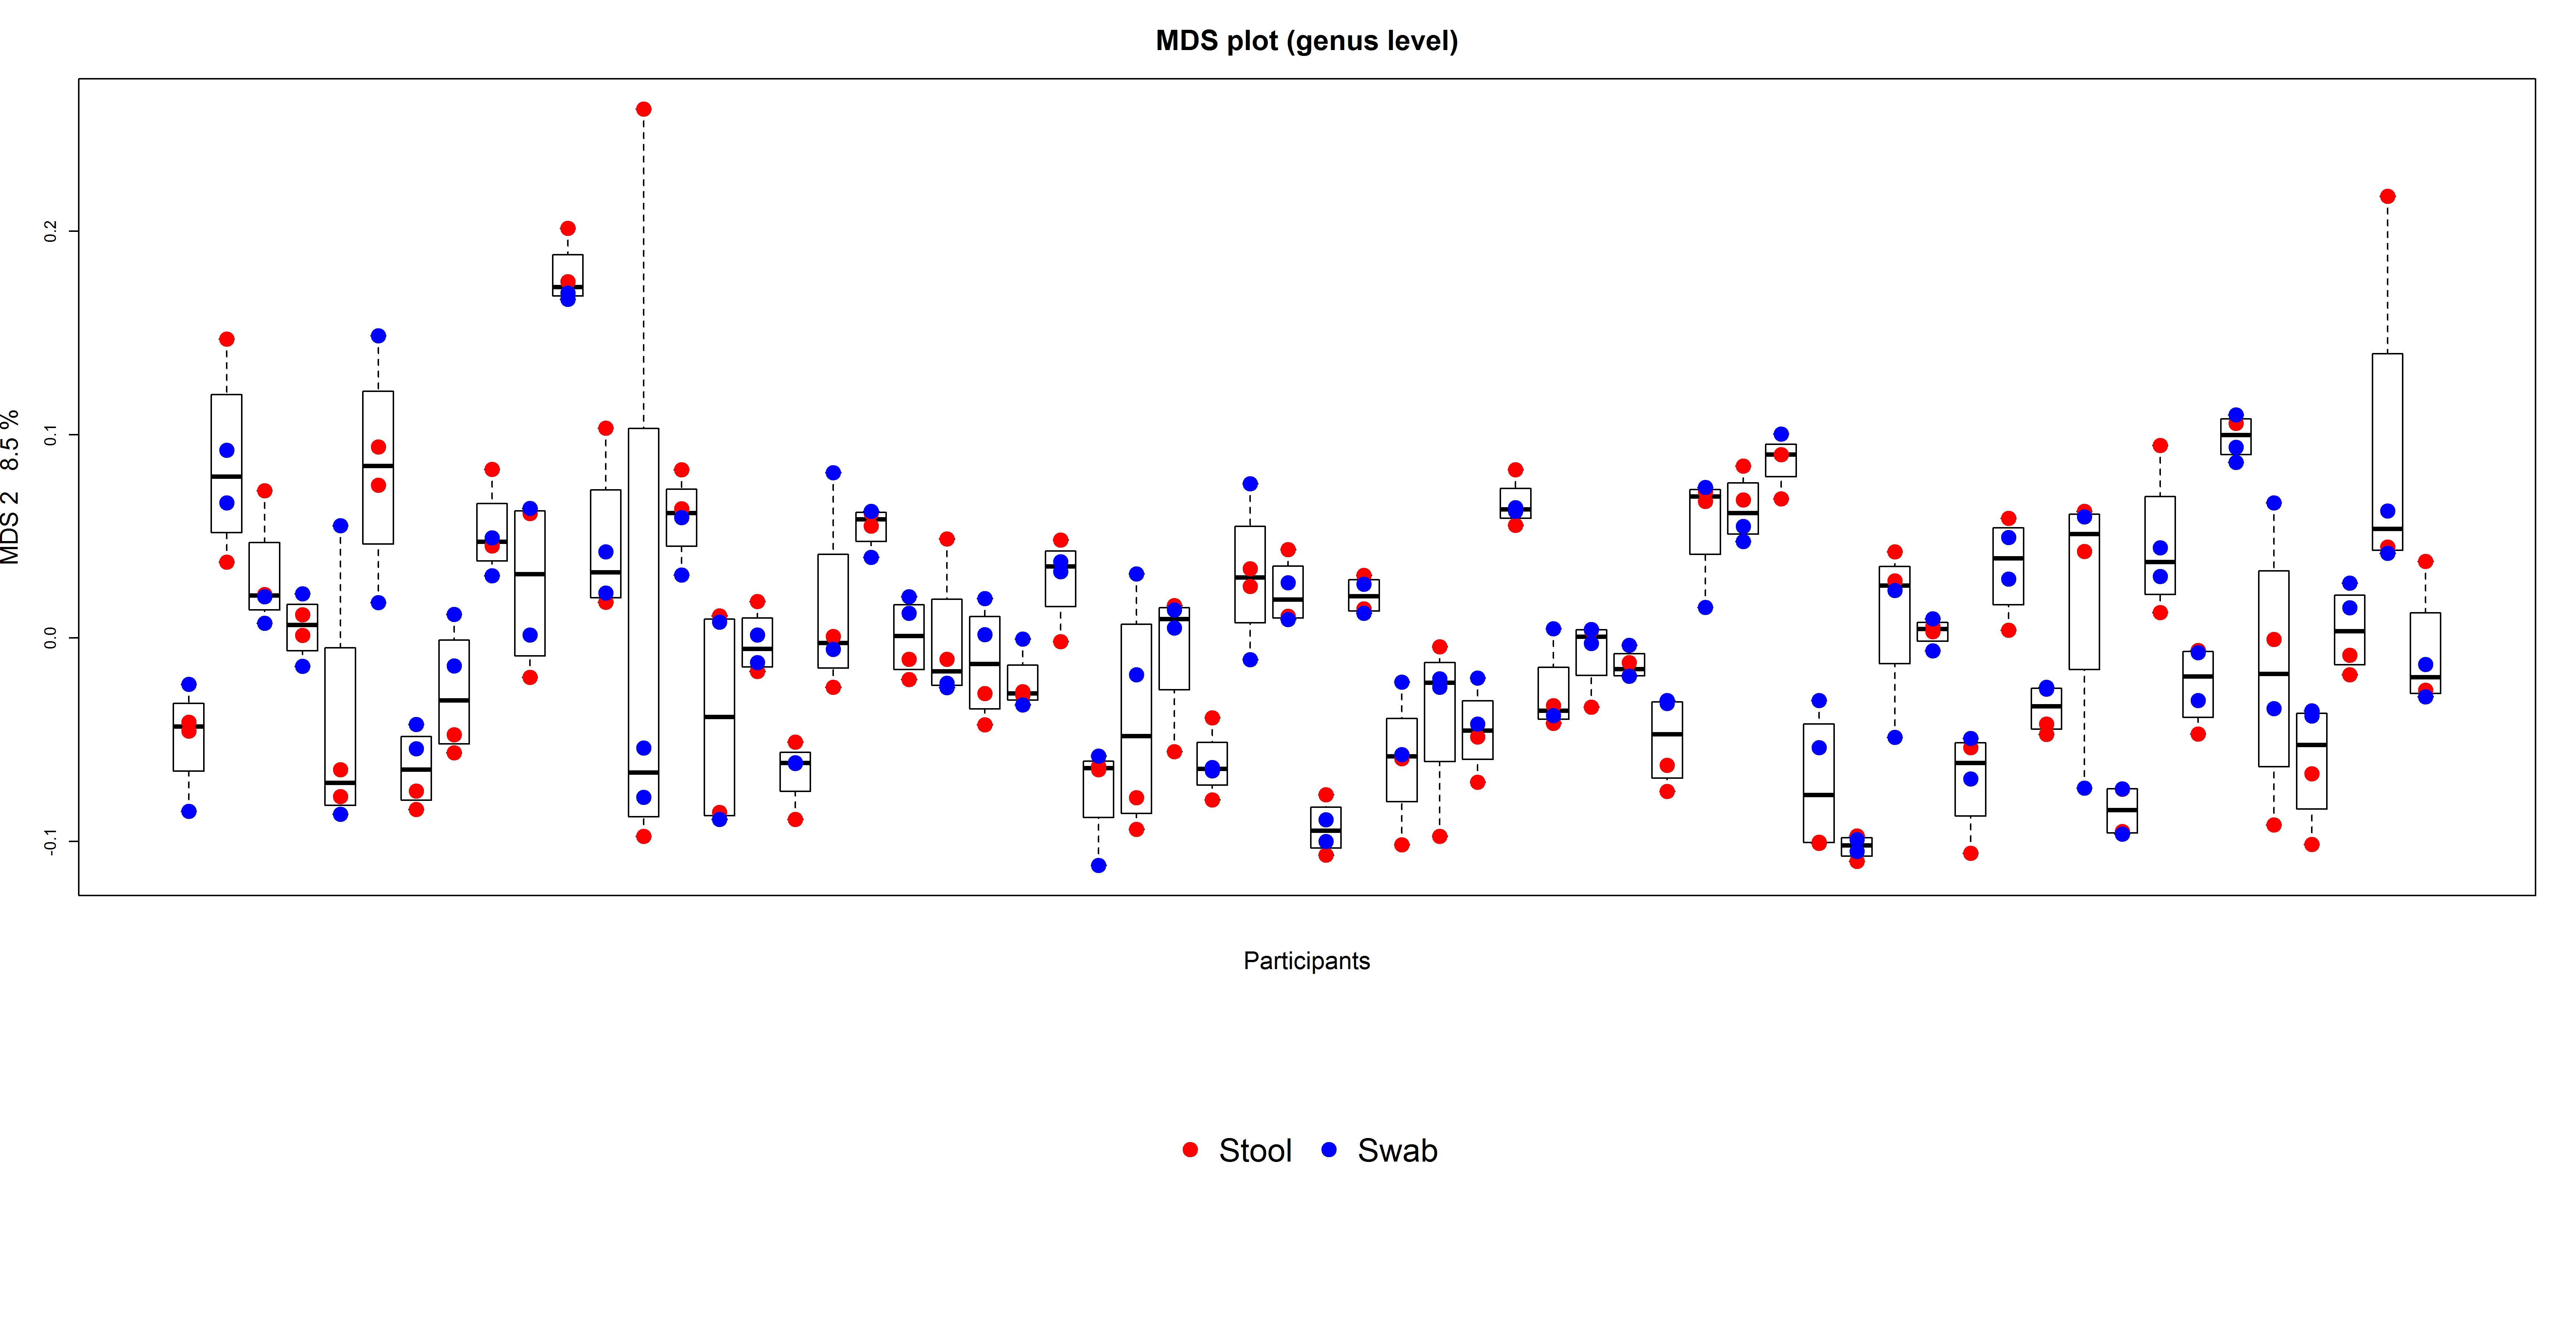 MDS plot (genus level)
MDS 2 8.5 %
0.2
0.1
0.0
-0.1
Participants
Stool Swab